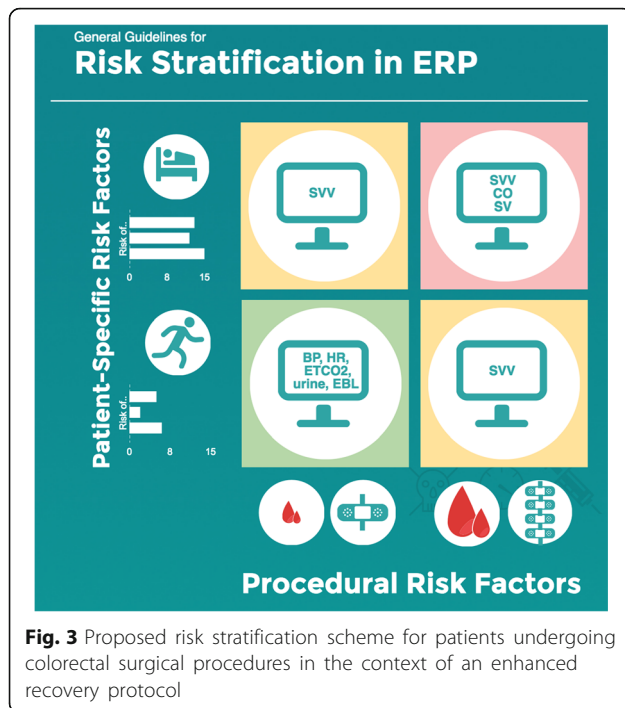 General Guidelines for
Risk Stratification in ERP
Patient-Specific Risk Factors
Risk of..
0 8 15
Risk of..
0 8 15
SVV
SVV
CO
SV
BP, HR,
ETCO2,
urine, EBL
SVV
Procedural Risk Factors
Fig. 3 Proposed risk stratification scheme for patients undergoing
colorectal surgical procedures in the context of an enhanced
recovery protocol